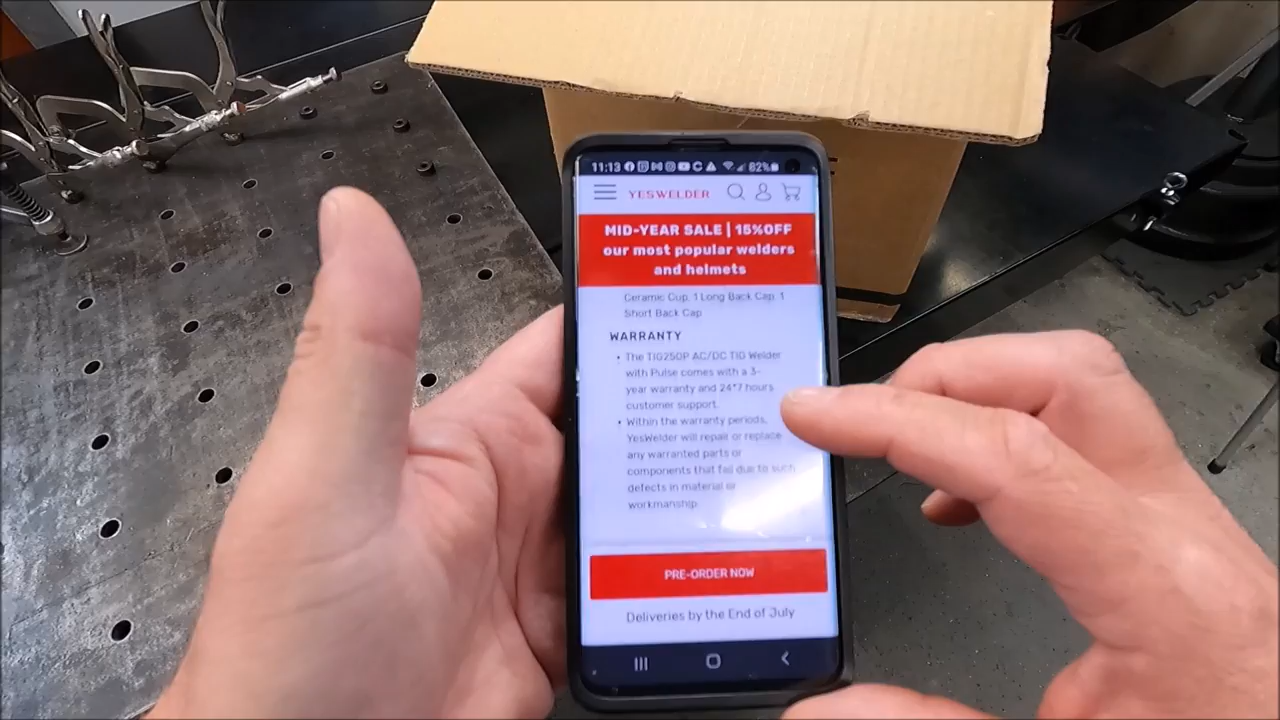 11:13
82%
YESWELDER
MID-YEAR SALE | 15%OFF
our most popular welders
and helmets
Ceramic Cup, 1 Long Back Cap, 1
Short Back Cap
WARRANTY
• The TIG250P AC/DC TIG Welder
with Pulse comes with a 3-
year warranty and 24*7 hours
customer support.
• Within the warranty periods,
YesWelder will repair or replace
any warranted parts or
components that fail due to such
defects in material or
workmanship.
PRE-ORDER NOW
Deliveries by the End of July